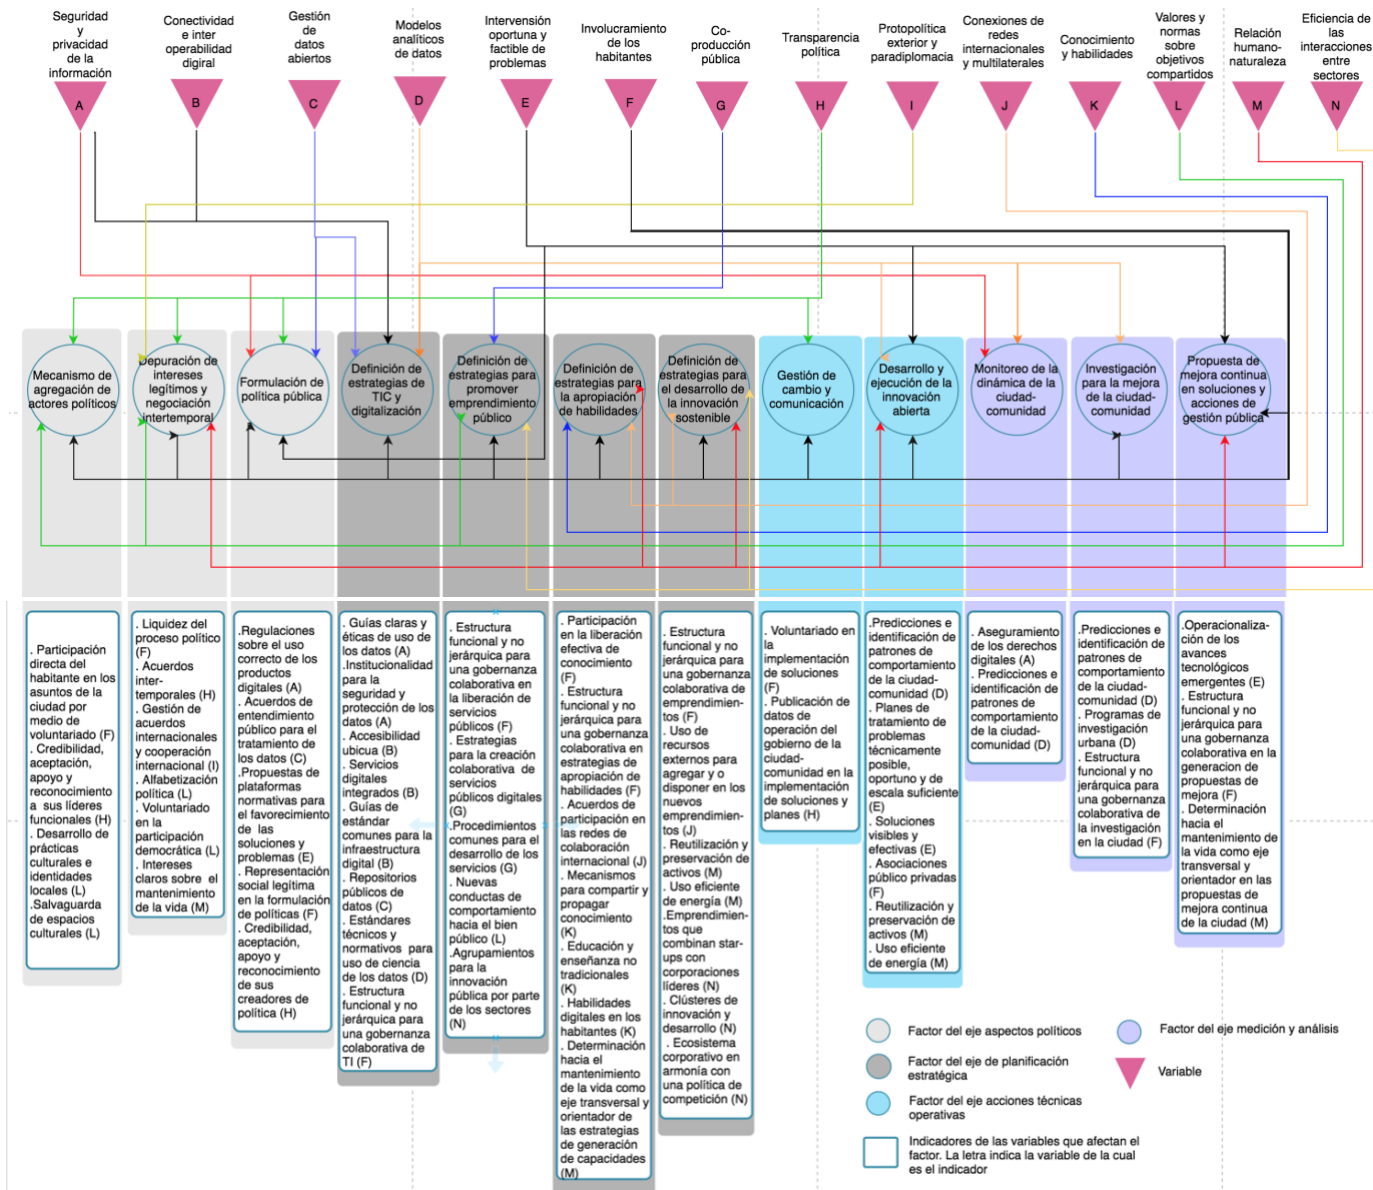 Seguridad
y
privacidad
de la
información
Conectividad
e inter
operabilidad
digiral
Gestión
de
datos
abiertos
Modelos
analíticos
de datos
Intervención
oportuna y
factible de
problemas
Involucramiento
de los
habitantes
Co-
producción
pública
Transparencia
política
Protopolítica
exterior y
paradiplomacia
Conexiones de
redes
internacionales
y multilaterales
Conocimiento
y habilidades
Valores y
normas
sobre
objetivos
compartidos
Relación
humano-
naturaleza
Eficiencia de
las
interacciones
entre
sectores
A
B
C
D
E
F
G
H
I
J
K
L
M
N
Mecanismo de
agregación de
actores políticos
Depuración de
intereses
legítimos y
negociación
intertemporal
Formulación de
política pública
Definición de
estrategias de
TIC y
digitalización
Definición de
estrategias para
promover
emprendimiento
público
Definición de
estrategias para
la apropiación
de habilidades
Definición de
estrategias para
el desarrollo de
la innovación
sostenible
Gestión de
cambio y
comunicación
Desarrollo y
ejecución de la
innovación
abierta
Monitoreo de la
dinámica de la
ciudad-
comunidad
Investigación
para la mejora
de la ciudad-
comunidad
Propuesta de
mejora continua
en soluciones y
acciones de
gestión pública
. Participación
directa del
habitante en los
asuntos de la
ciudad por
medio de
voluntariado (F)
. Credibilidad,
aceptación,
apoyo y
reconocimiento
a sus líderes
funcionales (H)
. Desarrollo de
prácticas
culturales e
identidades
locales (L)
.Salvaguarda
de espacios
culturales (L)
. Liquidez del
proceso político
(F)
. Acuerdos
inter-
temporales (H)
. Gestión de
acuerdos
internacionales
y cooperación
internacional (I)
. Alfabetización
política (L)
. Voluntariado
en la
participación
democrática (L)
. Intereses
claros sobre el
mantenimiento
de la vida (M)
.Regulaciones
sobre el uso
correcto de los
productos
digitales (A)
. Acuerdos de
entendimiento
público para el
tratamiento de
los datos (C)
.Propuestas de
plataformas
normativas para
el favorecimiento
de las
soluciones y
problemas (E)
. Representación
social legítima
en la formulación
de políticas (F)
. Credibilidad,
aceptación,
apoyo y
reconocimiento
de sus
creadores de
política (H)
. Guías claras y
éticas de uso de
los datos (A)
.Institucionalidad
para la
seguridad y
protección de los
datos (A)
. Accesibilidad
ubicua (B)
. Servicios
digitales
integrados (B)
. Guías de
estándar
comunes para la
infraestructura
digital (B)
. Repositorios
públicos de
datos (C)
. Estándares
técnicos y
normativos para
uso de ciencia
de los datos (D)
. Estructura
funcional y no
jerárquica para
una gobernanza
colaborativa de
TI (F)
. Estructura
funcional y no
jerárquica para
una gobernanza
colaborativa en
la liberación de
servicios
públicos (F)
. Estrategias
para la creación
colaborativa de
servicios
públicos digitales
(G)
.Procedimientos
comunes para el
desarrollo de los
servicios (G)
. Nuevas
conductas de
comportamiento
hacia el bien
público (L)
.Agrupamientos
para la
innovación
pública por parte
de los sectores
(N)
. Participación
en la liberación
efectiva de
conocimiento
(F)
. Estructura
funcional y no
jerárquica para
una gobernanza
colaborativa en
estrategias de
apropiación de
habilidades (F)
. Acuerdos de
participación en
las redes de
colaboración
internacional (J)
. Mecanismos
para compartir y
propagar
conocimiento
(K)
. Educación y
enseñanza no
tradicionales
(K)
. Habilidades
digitales en los
habitantes (K)
. Determinación
hacia el
mantenimiento
de la vida como
eje transversal y
orientador de
las estrategias
de generación
de capacidades
(M)
. Estructura
funcional y no
jerárquica para
una gobernanza
colaborativa de
emprendimien-
tos (F)
. Uso de
recursos
externos para
agregar y o
disponer en los
nuevos
emprendimien-
tos (J)
. Reutilización y
preservación de
activos (M)
. Uso eficiente
de energía (M)
.Emprendimien-
tos que
combinan star-
ups con
corporaciones
líderes (N)
. Clústeres de
innovación y
desarrollo (N)
. Ecosistema
corporativo en
armonía con
una política de
competición (N)
. Voluntariado en
la
implementación
de soluciones
(F)
. Publicación de
datos de
operación del
gobierno de la
ciudad-
comunidad en la
implementación
de soluciones y
planes (H)
.Predicciones e
identificación de
patrones de
comportamiento
de la ciudad-
comunidad (D)
. Planes de
tratamiento de
problemas
técnicamente
posible,
oportuno y de
escala suficiente
(E)
. Soluciones
visibles y
efectivas (E)
. Asociaciones
público privadas
(F)
. Reutilización y
preservación de
activos (M)
. Uso eficiente
de energía (M)
. Aseguramiento
de los derechos
digitales (A)
. Predicciones e
identificación de
patrones de
comportamiento
de la ciudad-
comunidad (D)
.Predicciones e
identificación de
patrones de
comportamiento
de la ciudad-
comunidad (D)
. Programas de
investigación
urbana (D)
. Estructura
funcional y no
jerárquica para
una gobernanza
colaborativa de
la investigación
en la ciudad (F)
.Operacionaliza-
ción de los
avances
tecnológicos
emergentes (E)
. Estructura
funcional y no
jerárquica para
una gobernanza
colaborativa en la
generacion de
propuestas de
mejora (F)
. Determinación
hacia el
mantenimiento de
la vida como eje
transversal y
orientador en las
propuestas de
mejora continua
de la ciudad (M)
Factor del eje aspectos políticos
Factor del eje de planificación
estratégica
Factor del eje acciones técnicas
operativas
Indicadores de las variables que afectan el
factor. La letra indica la variable de la cual
es el indicador
Factor del eje medición y análisis
Variable